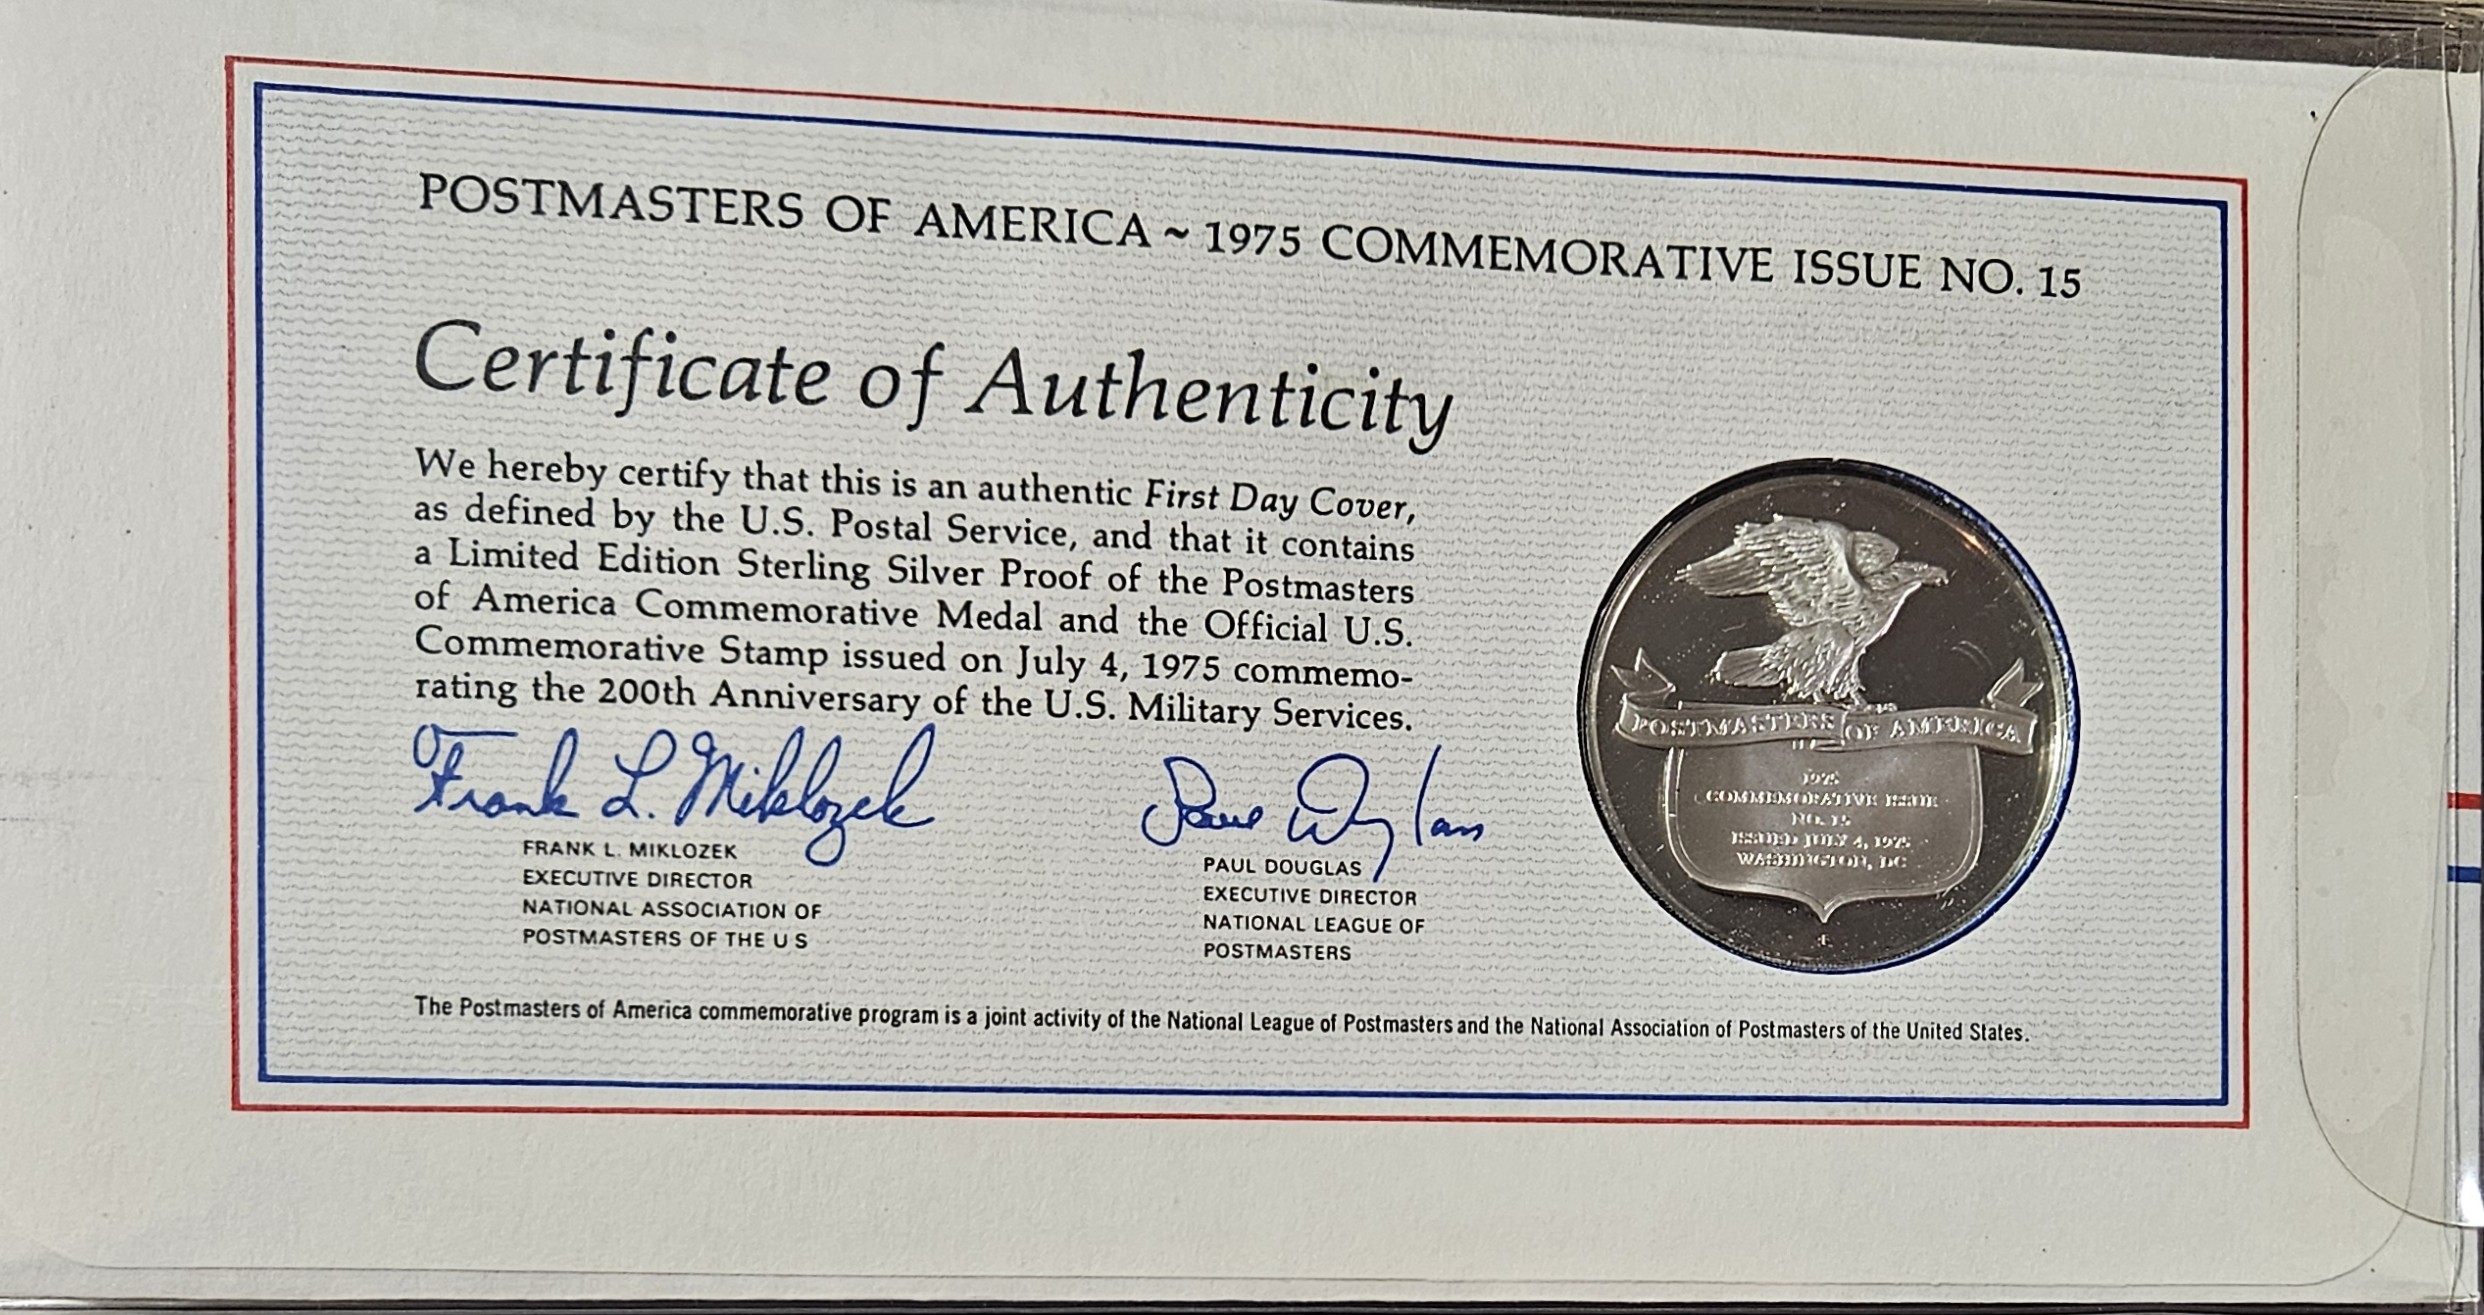 POSTMASTERS OF AMERICA ~ 1975 COMMEMORATIVE ISSUE NO. 15
Certificate of Authenticity
We hereby certify that this is an authentic First Day Cover,
as defined by the U.S. Postal Service, and that it contains
a Limited Edition Sterling Silver Proof of the Postmasters
of America Commemorative Medal and the Official U.S.
Commemorative Stamp issued on July 4, 1975 commemo-
rating the 200th Anniversary of the U.S. Military Services.
Frank L. Miklozek
FRANK L. MIKLOZEK
EXECUTIVE DIRECTOR
NATIONAL ASSOCIATION OF
POSTMASTERS OF THE U S
Paul Douglas
PAUL DOUGLAS
EXECUTIVE DIRECTOR
NATIONAL LEAGUE OF
POSTMASTERS
POSTMASTERS OF AMERICA
1975
COMMEMORATIVE ISSUE
NO. 15
ISSUED JULY 4, 1975
WASHINGTON, DC
The Postmasters of America commemorative program is a joint activity of the National League of Postmasters and the National Association of Postmasters of the United States.